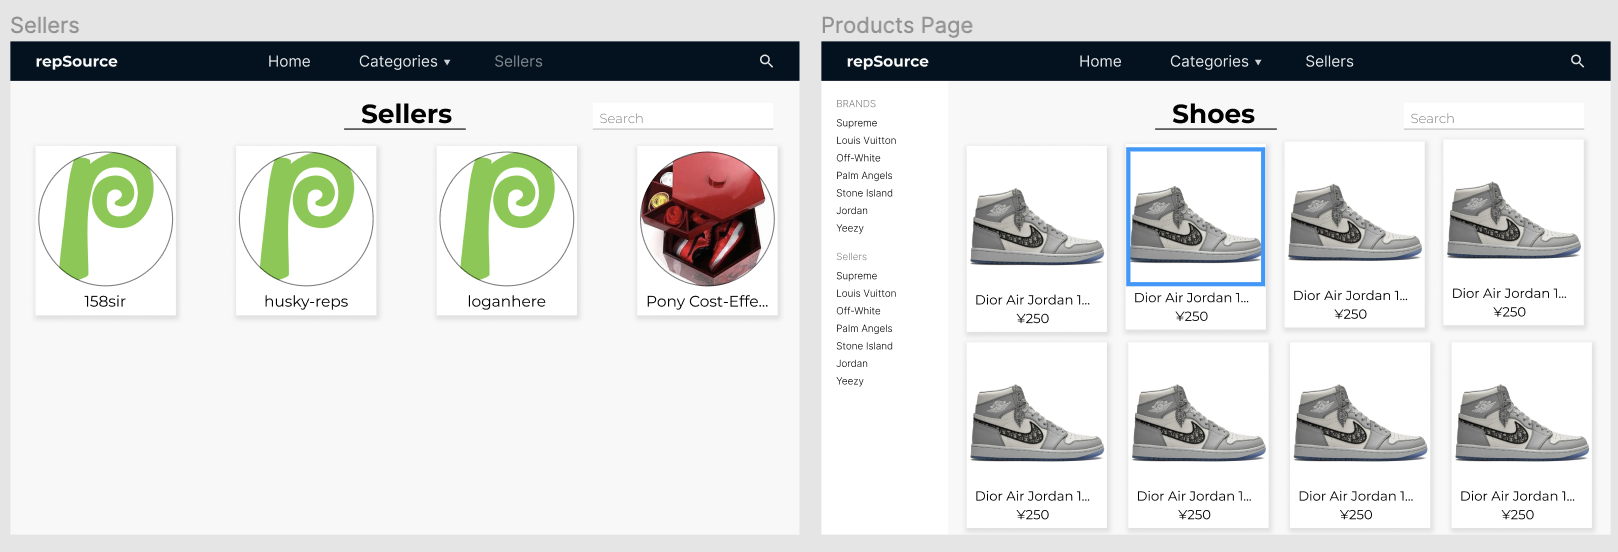 Sellers
repSource Home Categories ▾ Sellers
Sellers
Search
158sir
husky-reps
loganhere
Pony Cost-Effe...
Products Page
repSource Home Categories ▾ Sellers
BRANDS
Supreme
Louis Vuitton
Off-White
Palm Angels
Stone Island
Jordan
Yeezy
Sellers
Supreme
Louis Vuitton
Off-White
Palm Angels
Stone Island
Jordan
Yeezy
Shoes
Search
Dior Air Jordan 1...
¥250
Dior Air Jordan 1...
¥250
Dior Air Jordan 1...
¥250
Dior Air Jordan 1...
¥250
Dior Air Jordan 1...
¥250
Dior Air Jordan 1...
¥250
Dior Air Jordan 1...
¥250
Dior Air Jordan 1...
¥250